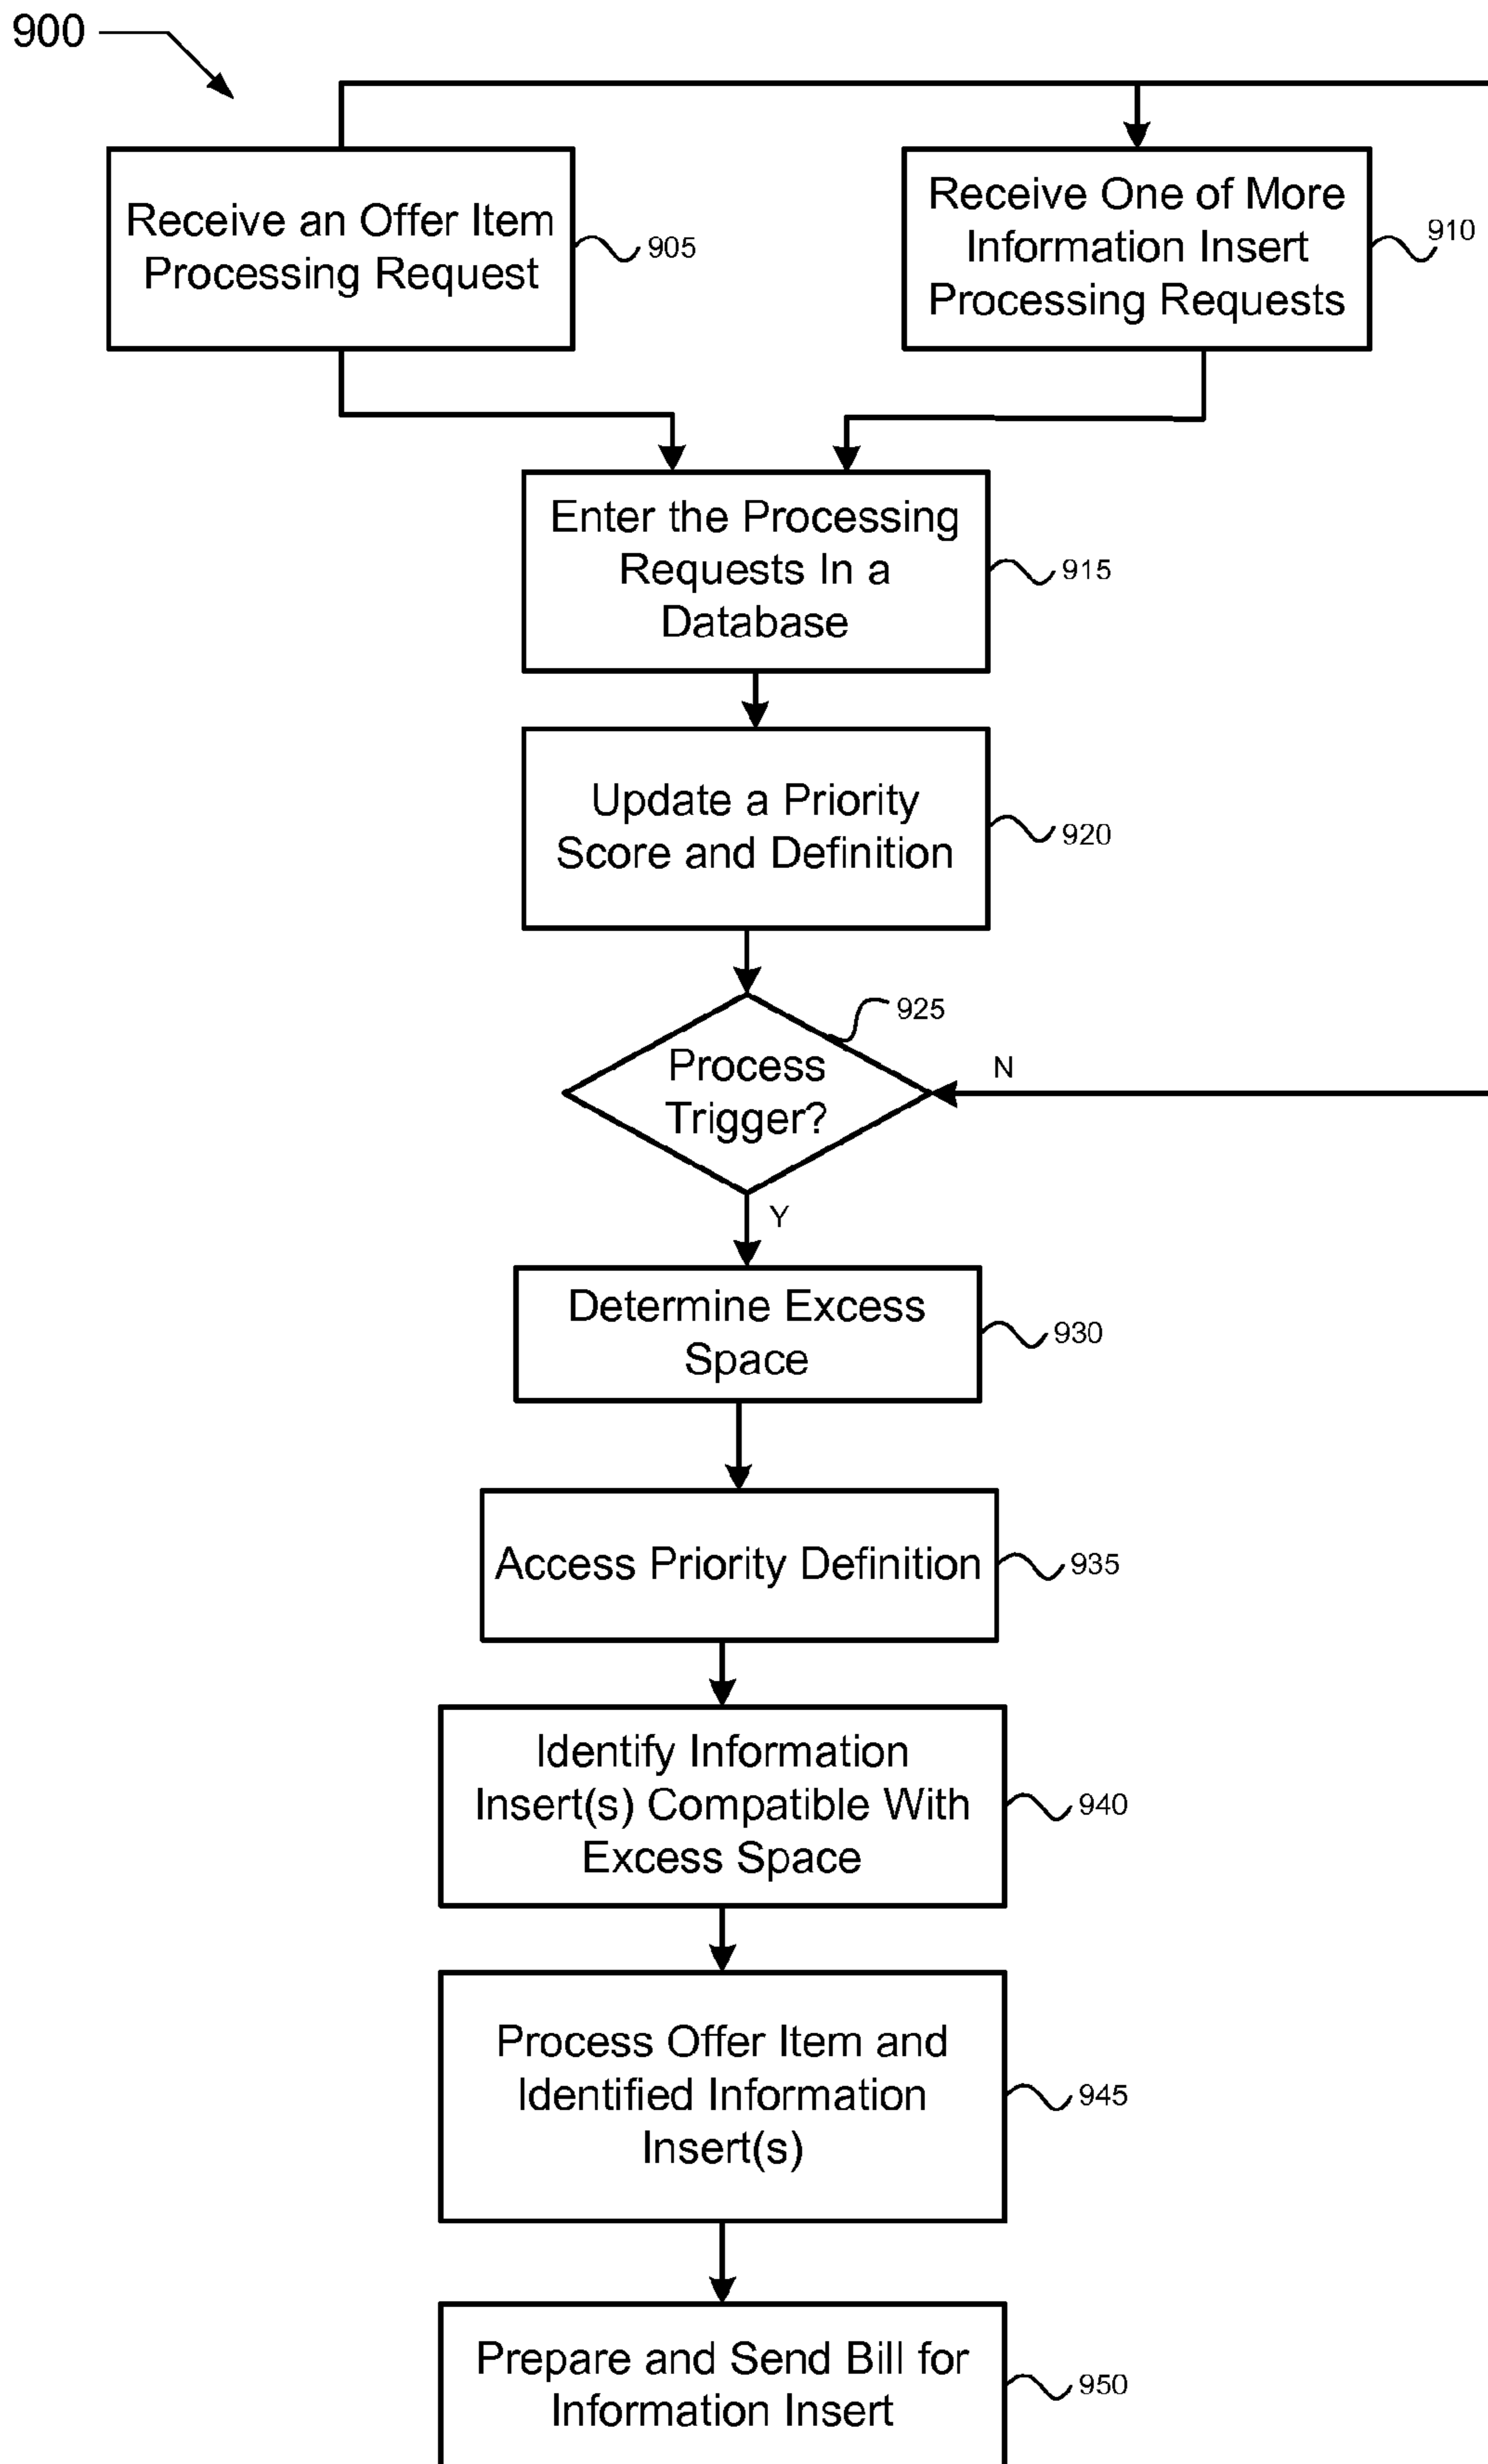 900
Receive an Offer Item
Processing Request
905
Receive One of More
Information Insert
Processing Requests
910
Enter the Processing
Requests In a
Database
915
Update a Priority
Score and Definition
920
925
Process
Trigger?
N
Y
Determine Excess
Space
930
Access Priority Definition
935
Identify Information
Insert(s) Compatible With
Excess Space
940
Process Offer Item and
Identified Information
Insert(s)
945
Prepare and Send Bill for
Information Insert
950